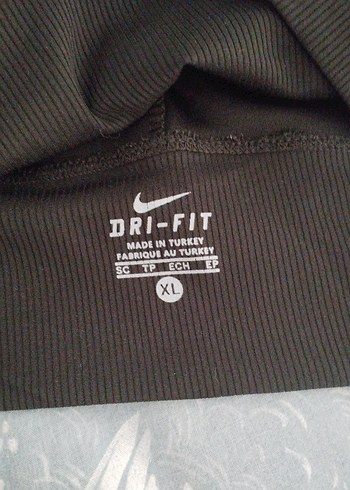 DRI-FIT
MADE IN TURKEY
FABRIQUE AU TURKEY
SC TP ECH EP
XL